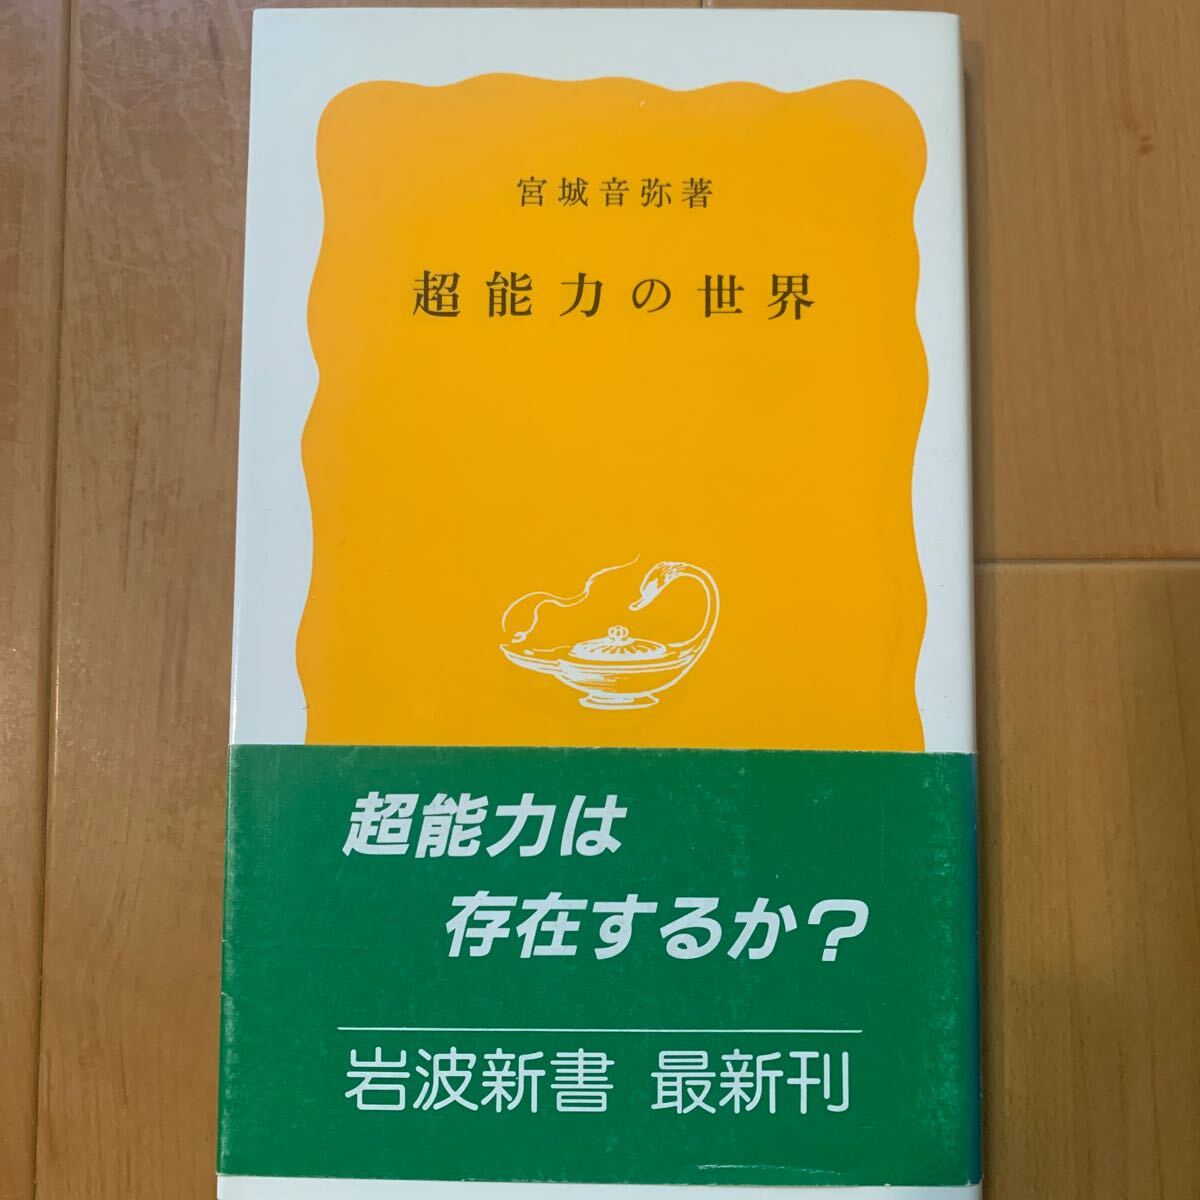 宮城音弥著
超能力の世界
超能力は
存在するか?
岩波新書 最新刊